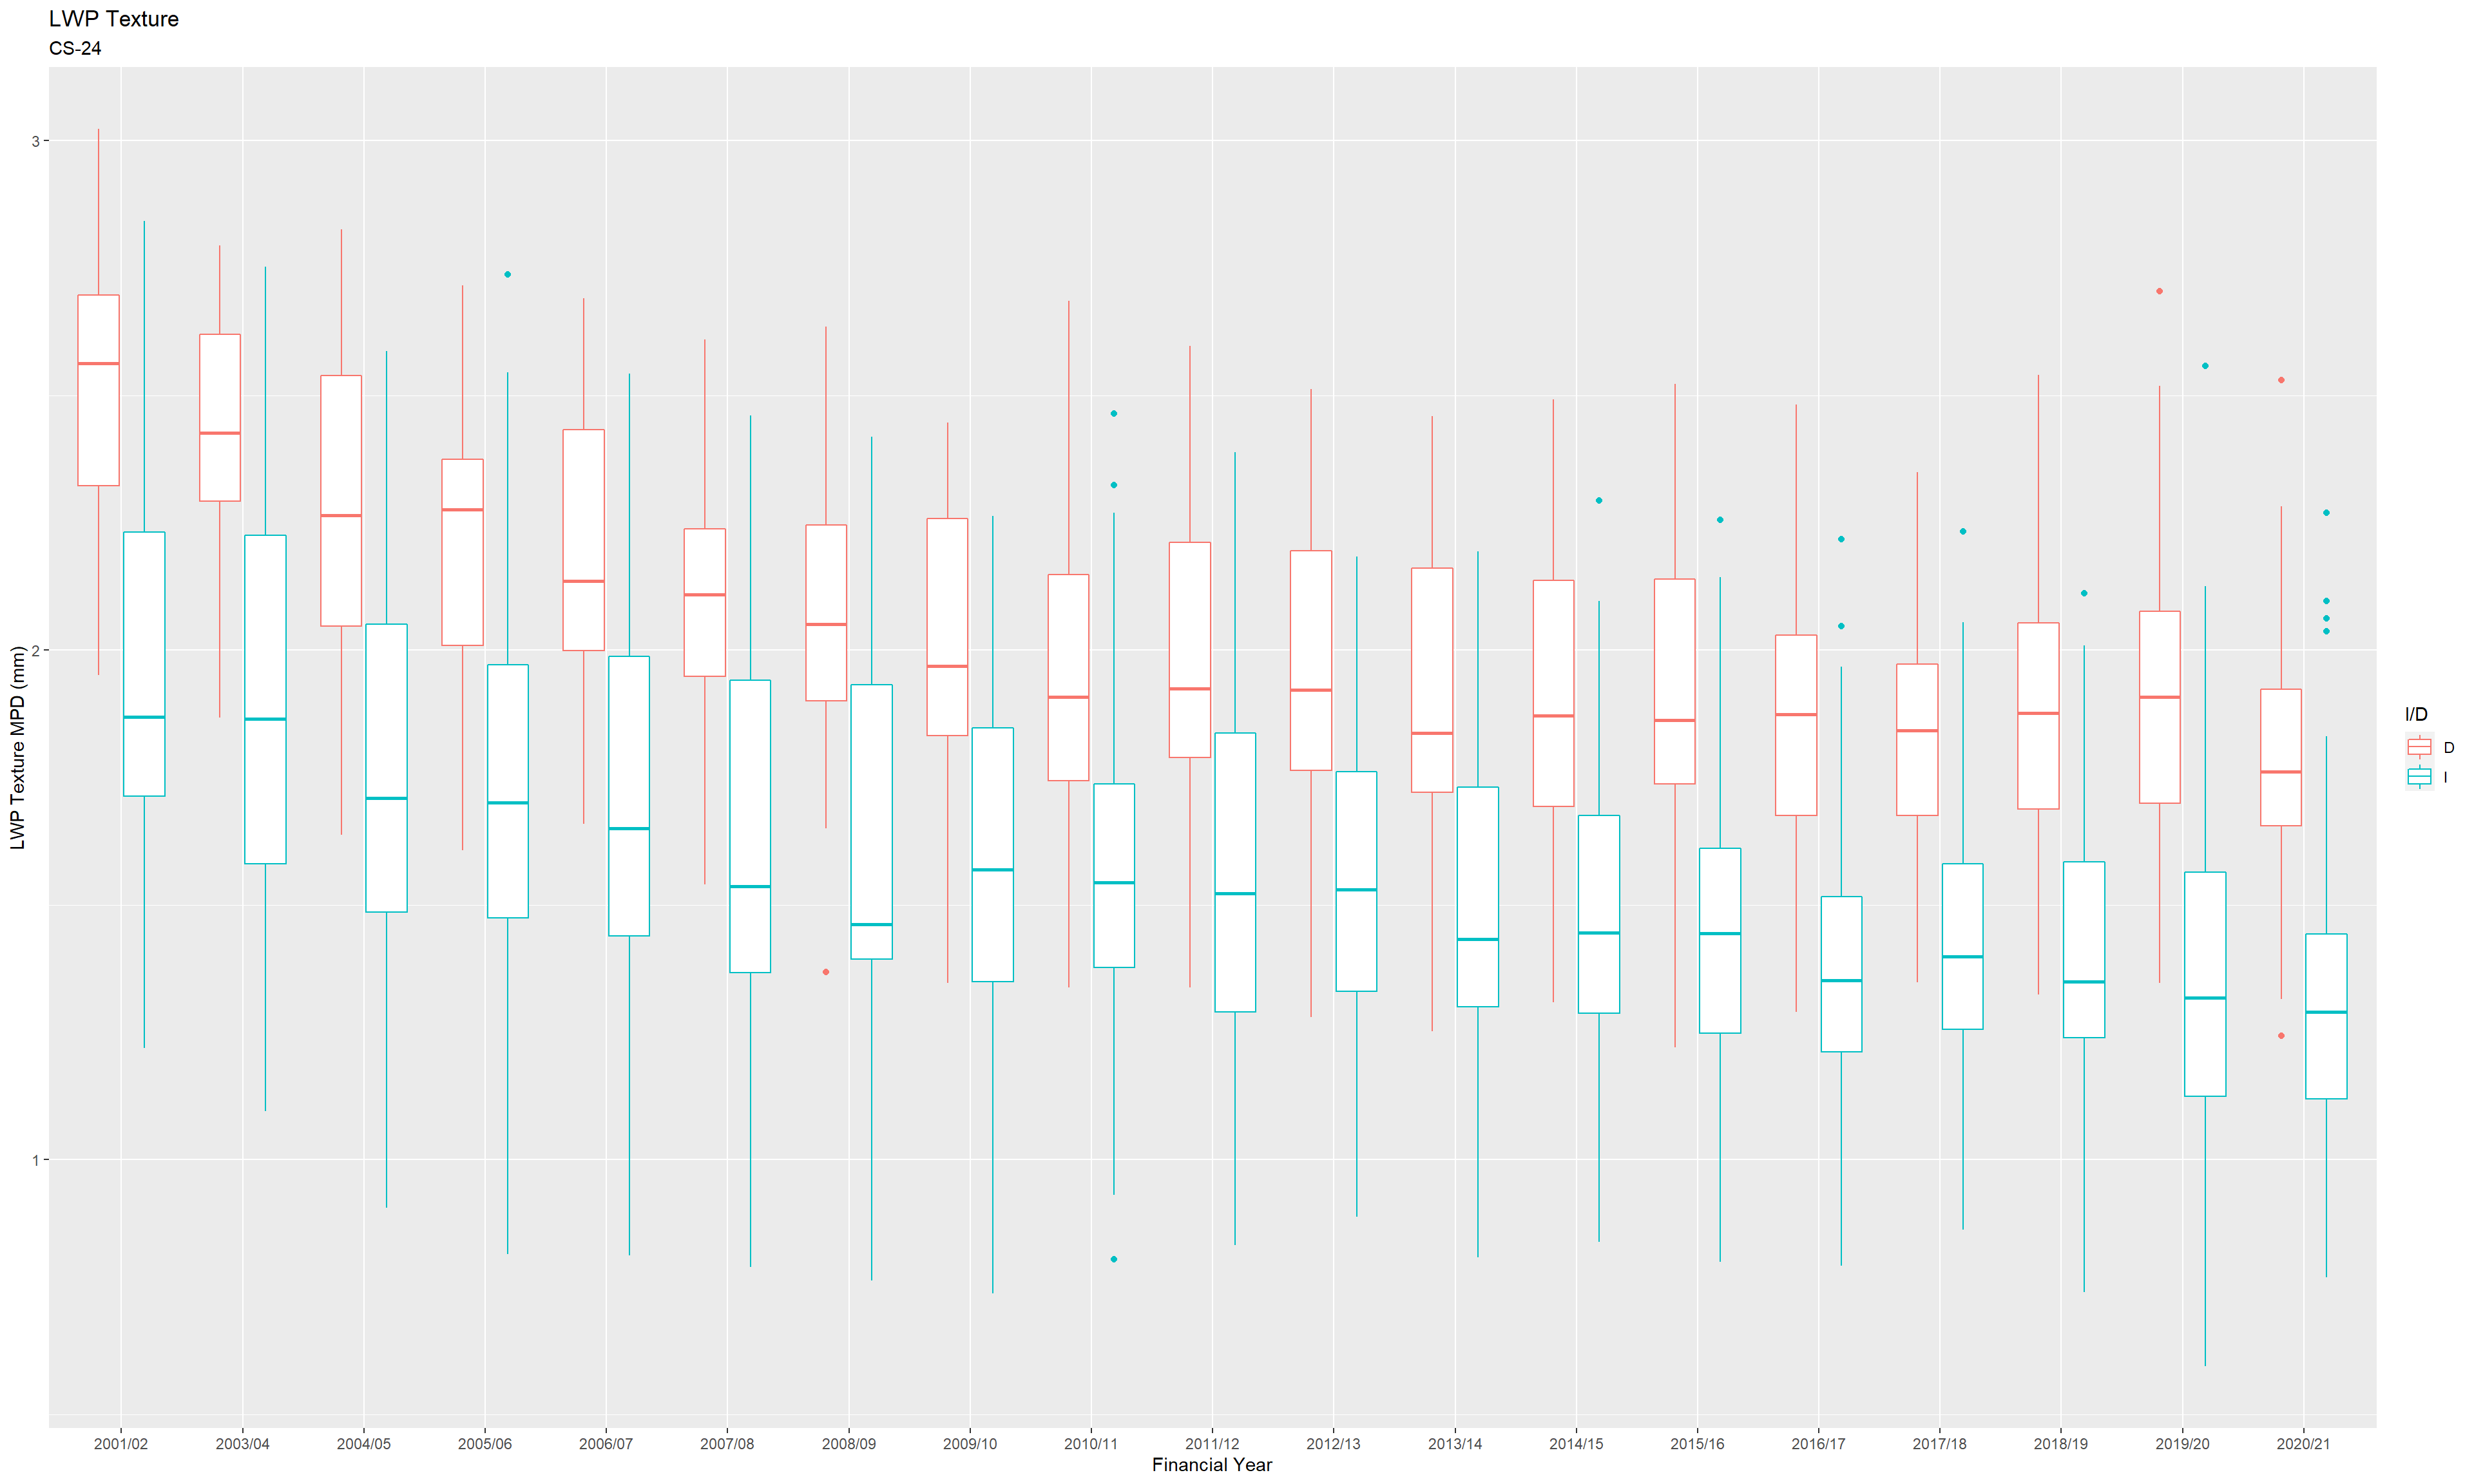 LWP Texture
CS-24
LWP Texture MPD (mm)
3
2
1
2001/02 2003/04 2004/05 2005/06 2006/07 2007/08 2008/09 2009/10 2010/11 2011/12 2012/13 2013/14 2014/15 2015/16 2016/17 2017/18 2018/19 2019/20 2020/21
Financial Year
I/D
D
I